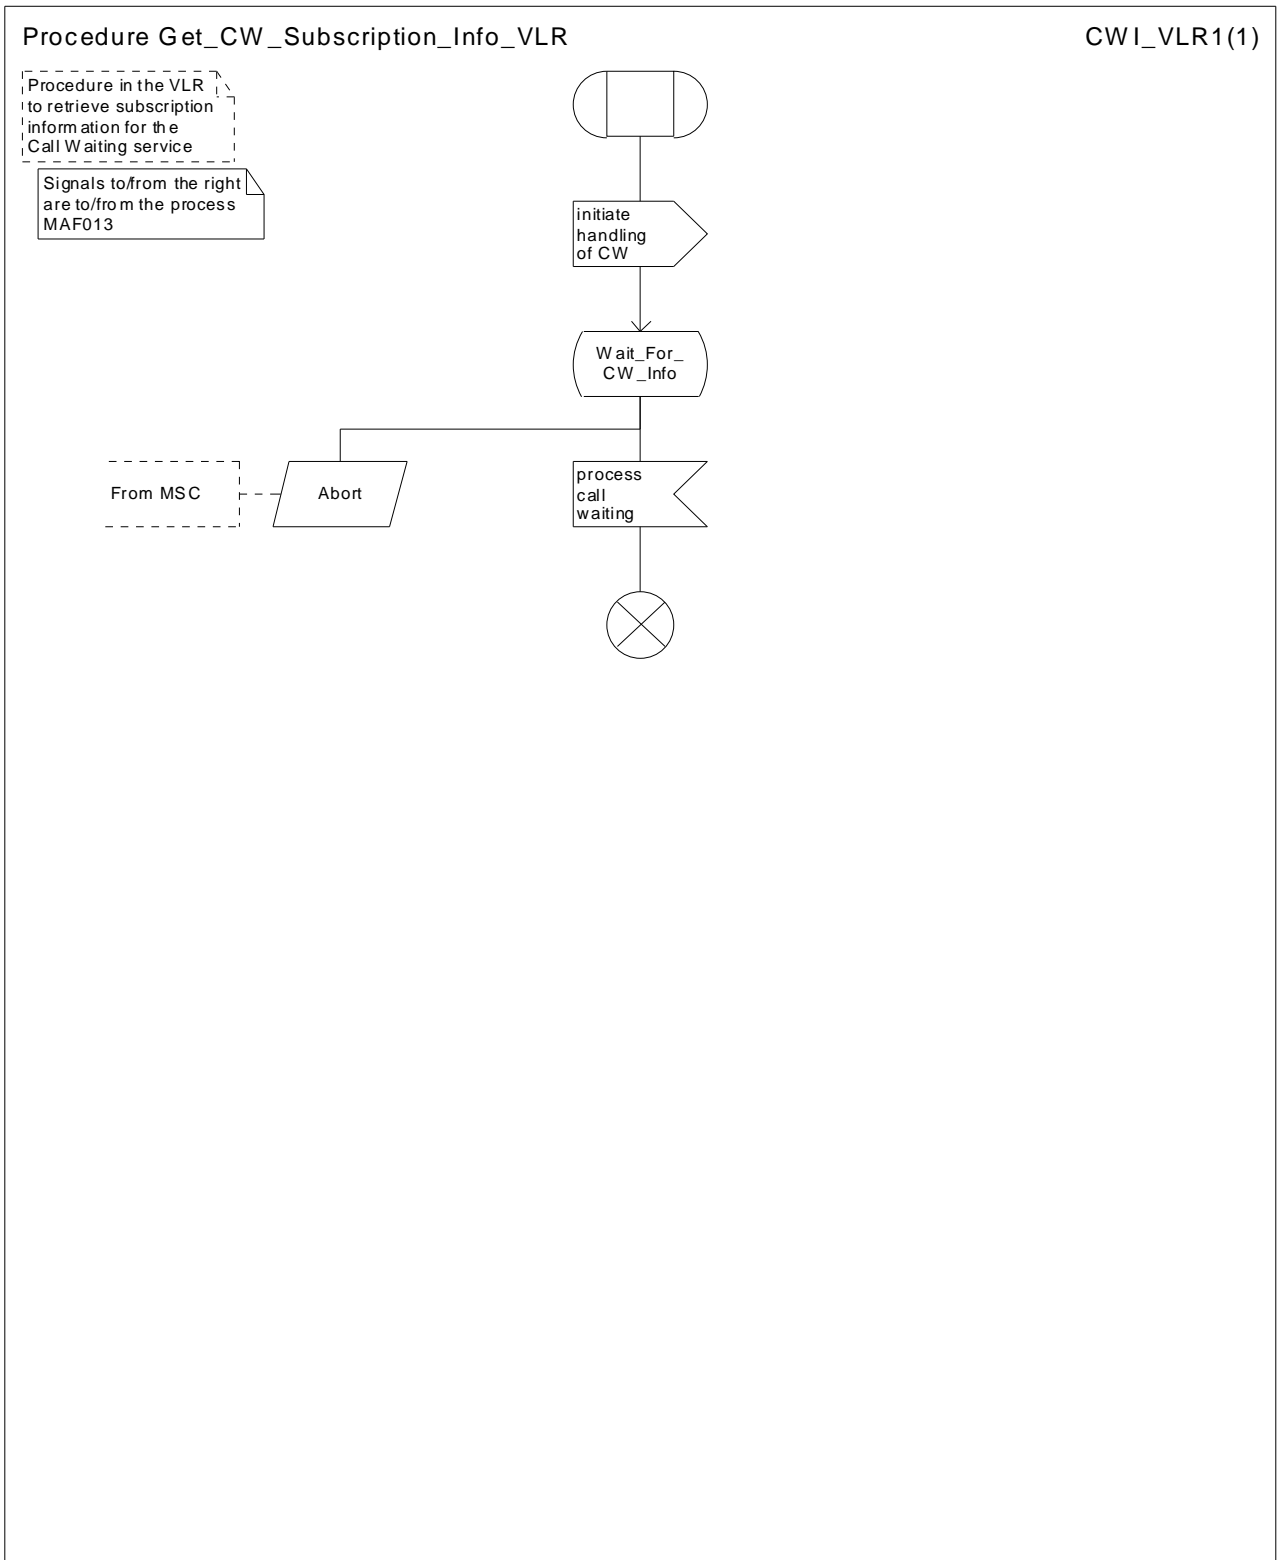 Procedure Get_CW_Subscription_Info_VLR
CWI_VLR1(1)
Procedure in the VLR
to retrieve subscription
information for the
Call Waiting service
Signals to/from the right
are to/from the process
MAF013
initiate
handling
of CW
Wait_For_
CW_Info
From MSC
Abort
process
call
waiting